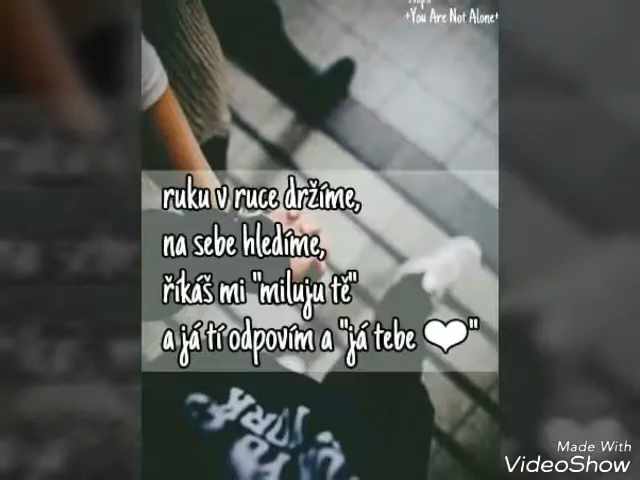 +You Are Not Alone+
ruku v ruce držíme,
na sebe hledíme,
říkáš mi "miluju tě"
a já tí odpovím a "já tebe ❤"
YORK
Made With
VideoShow